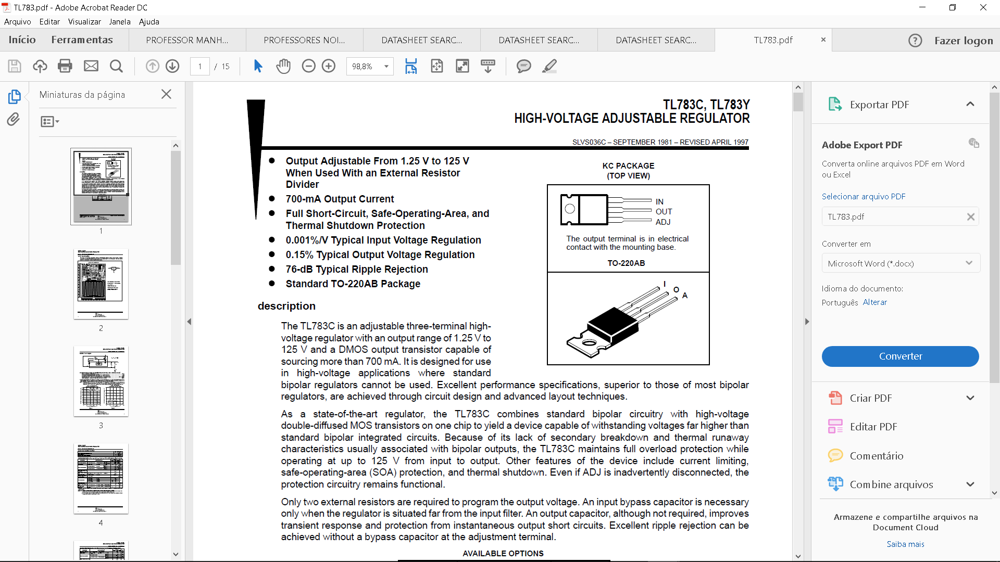 TL783.pdf - Adobe Acrobat Reader DC
Arquivo Editar Visualizar Janela Ajuda
Início Ferramentas PROFESSOR MANH... PROFESSORES NOI... DATASHEET SEARC... DATASHEET SEARC... DATASHEET SEARC... TL783.pdf Fazer logon
1 / 15 98,8%
Miniaturas da página
1
2
3
4
TL783C, TL783Y
HIGH-VOLTAGE ADJUSTABLE REGULATOR
SLVS036C – SEPTEMBER 1981 – REVISED APRIL 1997
● Output Adjustable From 1.25 V to 125 V
When Used With an External Resistor
Divider
● 700-mA Output Current
● Full Short-Circuit, Safe-Operating-Area, and
Thermal Shutdown Protection
● 0.001%/V Typical Input Voltage Regulation
● 0.15% Typical Output Voltage Regulation
● 76-dB Typical Ripple Rejection
● Standard TO-220AB Package
KC PACKAGE
(TOP VIEW)
IN
OUT
ADJ
The output terminal is in electrical
contact with the mounting base.
TO-220AB
I
O
A
description
The TL783C is an adjustable three-terminal high-
voltage regulator with an output range of 1.25 V to
125 V and a DMOS output transistor capable of
sourcing more than 700 mA. It is designed for use
in high-voltage applications where standard
bipolar regulators cannot be used. Excellent performance specifications, superior to those of most bipolar
regulators, are achieved through circuit design and advanced layout techniques.
As a state-of-the-art regulator, the TL783C combines standard bipolar circuitry with high-voltage
double-diffused MOS transistors on one chip to yield a device capable of withstanding voltages far higher than
standard bipolar integrated circuits. Because of its lack of secondary breakdown and thermal runaway
characteristics usually associated with bipolar outputs, the TL783C maintains full overload protection while
operating at up to 125 V from input to output. Other features of the device include current limiting,
safe-operating-area (SOA) protection, and thermal shutdown. Even if ADJ is inadvertently disconnected, the
protection circuitry remains functional.
Only two external resistors are required to program the output voltage. An input bypass capacitor is necessary
only when the regulator is situated far from the input filter. An output capacitor, although not required, improves
transient response and protection from instantaneous output short circuits. Excellent ripple rejection can be
achieved without a bypass capacitor at the adjustment terminal.
AVAILABLE OPTIONS
Exportar PDF
Adobe Export PDF
Converta online arquivos PDF em Word
ou Excel
Selecionar arquivo PDF
TL783.pdf
Converter em
Microsoft Word (*.docx)
Idioma do documento:
Português Alterar
Converter
Criar PDF
Editar PDF
Comentário
Combine arquivos
Armazene e compartilhe arquivos na
Document Cloud
Saiba mais